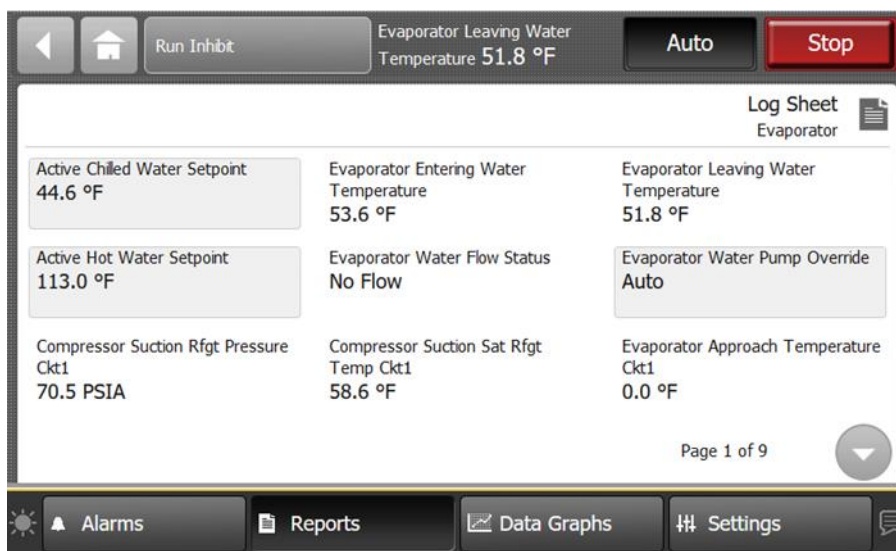 Run Inhibit
Evaporator Leaving Water
Temperature 51.8 °F
Auto
Stop
Log Sheet
Evaporator
Active Chilled Water Setpoint
44.6 °F
Evaporator Entering Water
Temperature
53.6 °F
Evaporator Leaving Water
Temperature
51.8 °F
Active Hot Water Setpoint
113.0 °F
Evaporator Water Flow Status
No Flow
Evaporator Water Pump Override
Auto
Compressor Suction Rfgt Pressure
Ckt1
70.5 PSIA
Compressor Suction Sat Rfgt
Temp Ckt1
58.6 °F
Evaporator Approach Temperature
Ckt1
0.0 °F
Page 1 of 9
Alarms
Reports
Data Graphs
Settings